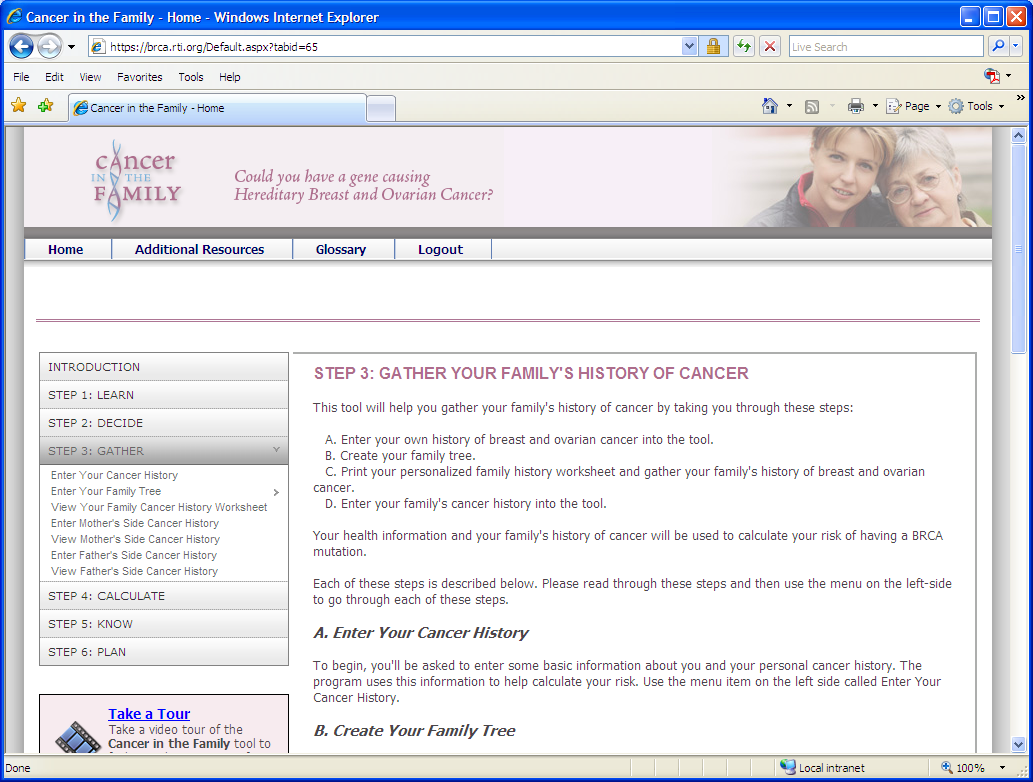 Cancer in the Family - Home - Windows Internet Explorer
https://brca.rti.org/Default.aspx?tabid=65
Live Search
File Edit View Favorites Tools Help
Cancer in the Family - Home
Page Tools »
cancer
IN THE
FAMILY
Could you have a gene causing
Hereditary Breast and Ovarian Cancer?
Home Additional Resources Glossary Logout
INTRODUCTION
STEP 1: LEARN
STEP 2: DECIDE
STEP 3: GATHER
Enter Your Cancer History
Enter Your Family Tree
View Your Family Cancer History Worksheet
Enter Mother's Side Cancer History
View Mother's Side Cancer History
Enter Father's Side Cancer History
View Father's Side Cancer History
STEP 4: CALCULATE
STEP 5: KNOW
STEP 6: PLAN
Take a Tour
Take a video tour of the
Cancer in the Family tool to
STEP 3: GATHER YOUR FAMILY'S HISTORY OF CANCER
This tool will help you gather your family's history of cancer by taking you through these steps:
A. Enter your own history of breast and ovarian cancer into the tool.
B. Create your family tree.
C. Print your personalized family history worksheet and gather your family's history of breast and ovarian
cancer.
D. Enter your family's cancer history into the tool.
Your health information and your family's history of cancer will be used to calculate your risk of having a BRCA
mutation.
Each of these steps is described below. Please read through these steps and then use the menu on the left-side
to go through each of these steps.
A. Enter Your Cancer History
To begin, you'll be asked to enter some basic information about you and your personal cancer history. The
program uses this information to help calculate your risk. Use the menu item on the left side called Enter Your
Cancer History.
B. Create Your Family Tree
Done
Local intranet
100%